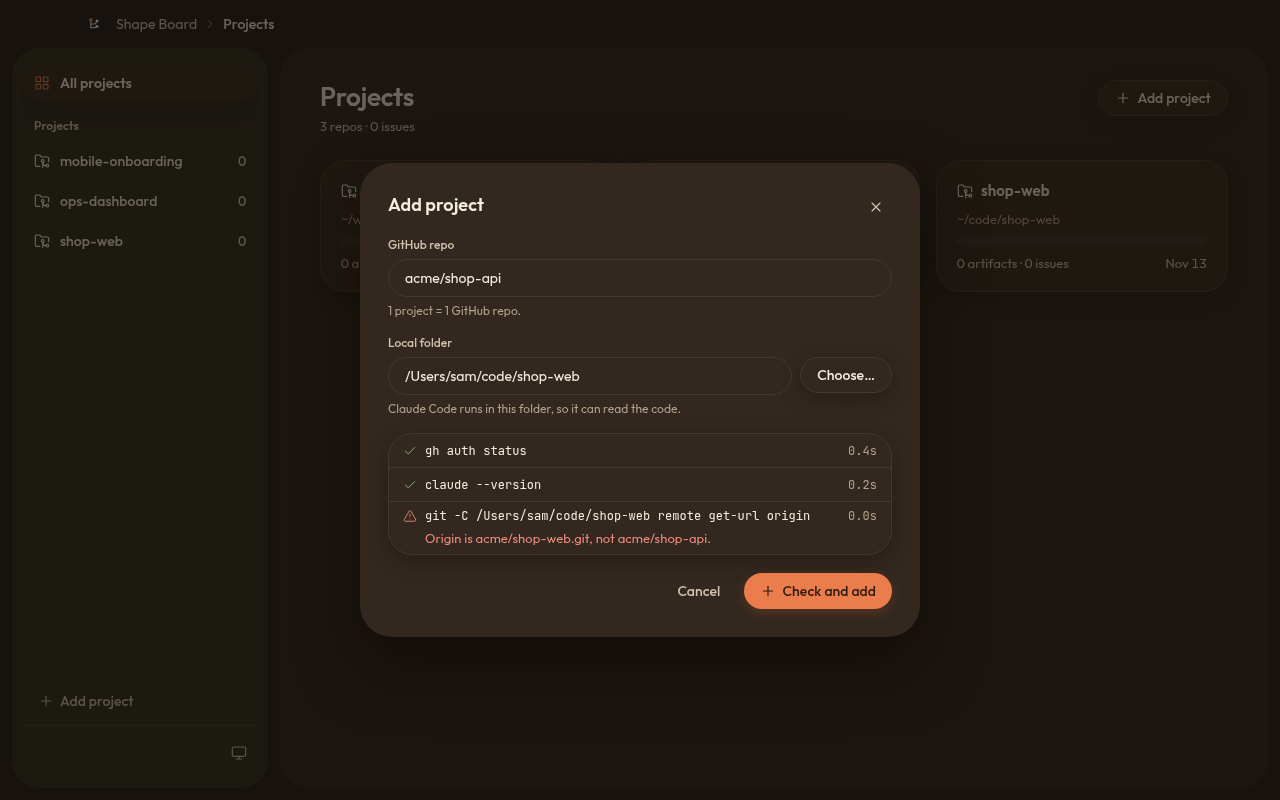 Shape Board > Projects
All projects
Projects
mobile-onboarding 0
ops-dashboard 0
shop-web 0
+ Add project
Projects
3 repos · 0 issues
+ Add project
~/w
0 a
shop-web
~/code/shop-web
0 artifacts · 0 issues Nov 13
Add project
GitHub repo
acme/shop-api
1 project = 1 GitHub repo.
Local folder
/Users/sam/code/shop-web
Choose...
Claude Code runs in this folder, so it can read the code.
gh auth status 0.4s
claude --version 0.2s
git -C /Users/sam/code/shop-web remote get-url origin 0.0s
Origin is acme/shop-web.git, not acme/shop-api.
Cancel
+ Check and add